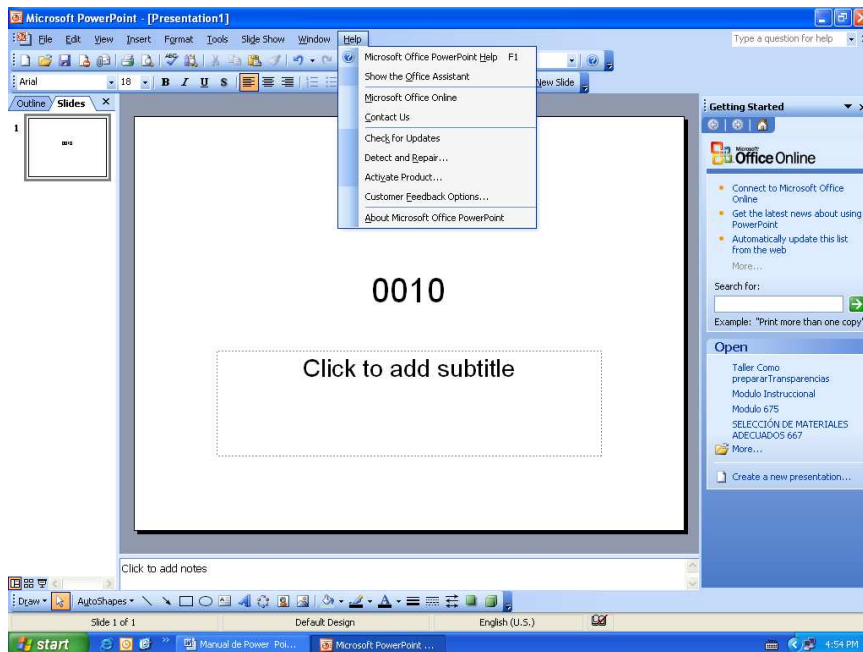 Microsoft PowerPoint - [Presentation1]
File Edit View Insert Format Tools Slide Show Window Help
Type a question for help
Arial 18 B I U S New Slide
Outline Slides
Microsoft Office PowerPoint Help F1
Show the Office Assistant
Microsoft Office Online
Contact Us
Check for Updates
Detect and Repair...
Activate Product...
Customer Feedback Options...
About Microsoft Office PowerPoint
1
0010
0010
Click to add subtitle
Click to add notes
Getting Started
Microsoft
Office Online
Connect to Microsoft Office
Online
Get the latest news about using
PowerPoint
Automatically update this list
from the web
More...
Search for:
Example: "Print more than one copy"
Open
Taller Como
prepararTransparencias
Modulo Instruccional
Modulo 675
SELECCIÓN DE MATERIALES
ADECUADOS 667
More...
Create a new presentation...
Draw AutoShapes
Slide 1 of 1 Default Design English (U.S.)
start Manual de Power Poi... Microsoft PowerPoint ... 4:54 PM